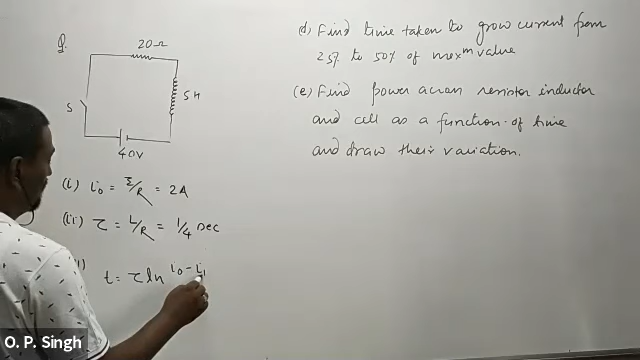 Q.
20Ω
5H
S
40V
(i) i₀ = ξ/R = 2A
(ii) τ = L/R = 1/4 sec
t = τ ln i₀ - i₁
(d) Find time taken to grow current from
25% to 50% of maxᵐ value
(e) Find power across resistor inductor
and cell as a function of time
and draw their variation.
O. P. Singh